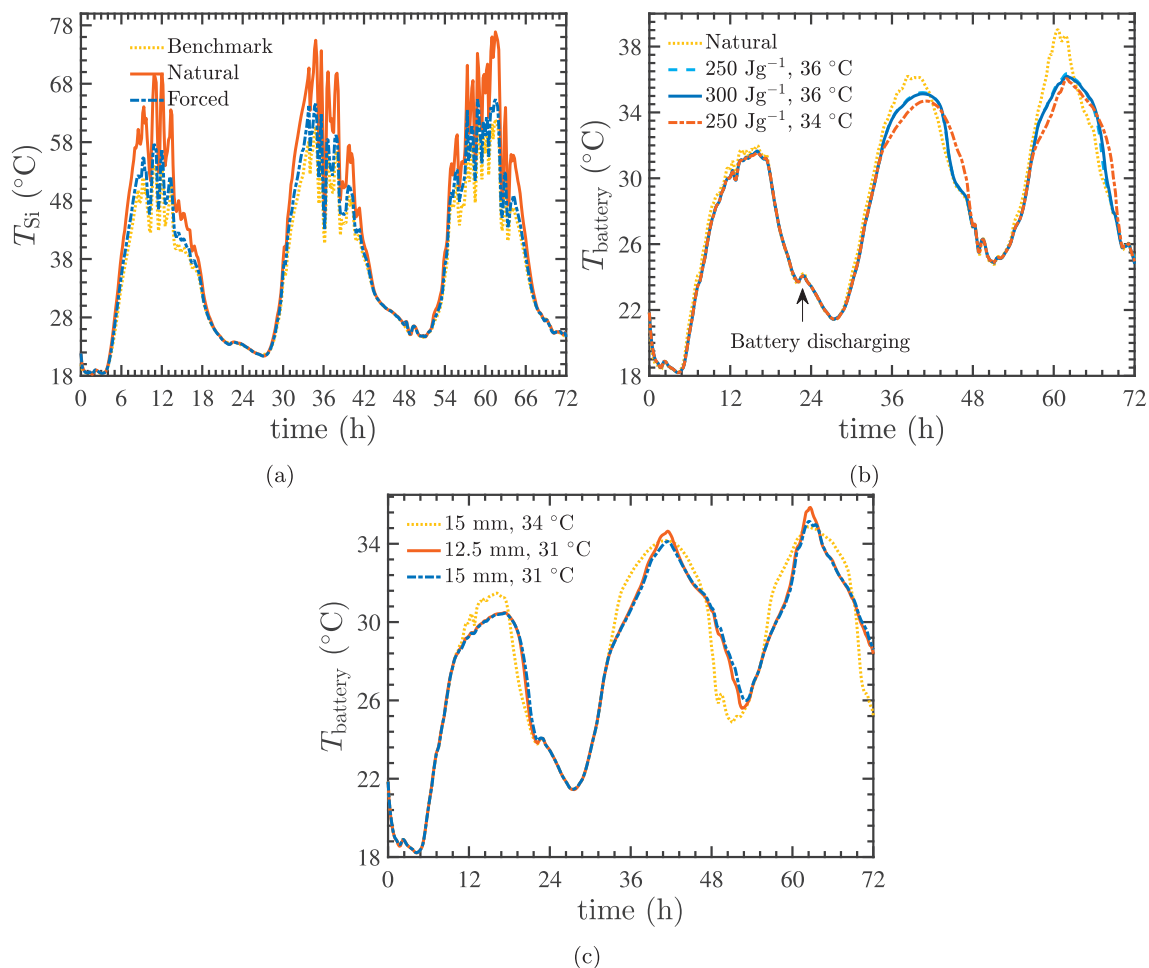 78
68
58
48
38
28
18
T_Si (°C)
Benchmark
Natural
Forced
0 6 12 18 24 30 36 42 48 54 60 66 72
time (h)
(a)
38
34
30
26
22
18
T_battery (°C)
Natural
250 Jg⁻¹, 36 °C
300 Jg⁻¹, 36 °C
250 Jg⁻¹, 34 °C
Battery discharging
0 12 24 36 48 60 72
time (h)
(b)
34
30
26
22
18
T_battery (°C)
15 mm, 34 °C
12.5 mm, 31 °C
15 mm, 31 °C
0 12 24 36 48 60 72
time (h)
(c)